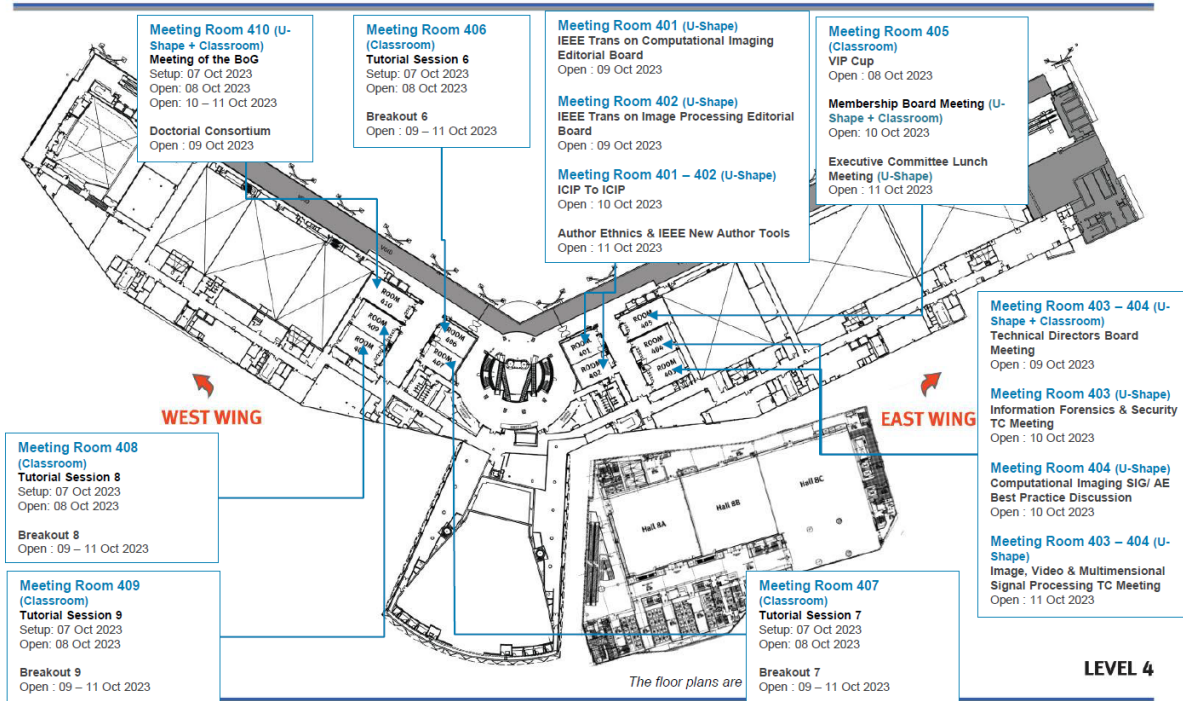 Meeting Room 410 (U-
Shape + Classroom)
Meeting of the BoG
Setup: 07 Oct 2023
Open: 08 Oct 2023
Open: 10 – 11 Oct 2023
Doctorial Consortium
Open : 09 Oct 2023
Meeting Room 406
(Classroom)
Tutorial Session 6
Setup: 07 Oct 2023
Open: 08 Oct 2023
Breakout 6
Open : 09 – 11 Oct 2023
Meeting Room 401 (U-Shape)
IEEE Trans on Computational Imaging
Editorial Board
Open : 09 Oct 2023
Meeting Room 402 (U-Shape)
IEEE Trans on Image Processing Editorial
Board
Open : 09 Oct 2023
Meeting Room 401 – 402 (U-Shape)
ICIP To ICIP
Open : 10 Oct 2023
Author Ethnics & IEEE New Author Tools
Open : 11 Oct 2023
Meeting Room 405
(Classroom)
VIP Cup
Open : 08 Oct 2023
Membership Board Meeting (U-
Shape + Classroom)
Open: 10 Oct 2023
Executive Committee Lunch
Meeting (U-Shape)
Open : 11 Oct 2023
VOID
VOID
ROOM
410
ROOM
409
ROOM
ROOM
406
ROOM
407
ROOM
401
ROOM
402
ROOM
405
ROOM
404
ROOM
WEST WING
EAST WING
Meeting Room 403 – 404 (U-
Shape + Classroom)
Technical Directors Board
Meeting
Open : 09 Oct 2023
Meeting Room 403 (U-Shape)
Information Forensics & Security
TC Meeting
Open : 10 Oct 2023
Meeting Room 404 (U-Shape)
Computational Imaging SIG/ AE
Best Practice Discussion
Open : 10 Oct 2023
Meeting Room 403 – 404 (U-
Shape)
Image, Video & Multimensional
Signal Processing TC Meeting
Open : 11 Oct 2023
Meeting Room 408
(Classroom)
Tutorial Session 8
Setup: 07 Oct 2023
Open: 08 Oct 2023
Breakout 8
Open : 09 – 11 Oct 2023
Hall 8A
Hall 8B
Hall 8C
Meeting Room 409
(Classroom)
Tutorial Session 9
Setup: 07 Oct 2023
Open: 08 Oct 2023
Breakout 9
Open : 09 – 11 Oct 2023
Meeting Room 407
(Classroom)
Tutorial Session 7
Setup: 07 Oct 2023
Open: 08 Oct 2023
Breakout 7
Open : 09 – 11 Oct 2023
The floor plans are
LEVEL 4